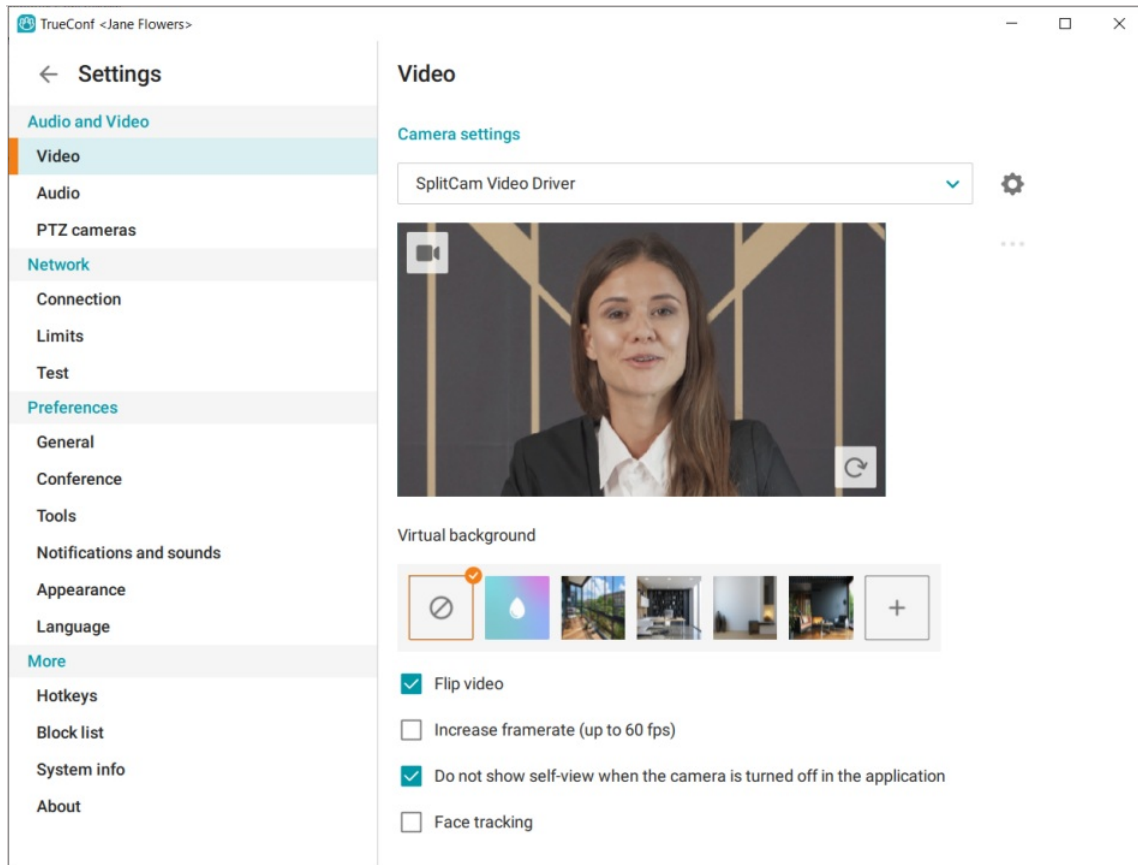 TrueConf <Jane Flowers>
Settings
Audio and Video
Video
Audio
PTZ cameras
Network
Connection
Limits
Test
Preferences
General
Conference
Tools
Notifications and sounds
Appearance
Language
More
Hotkeys
Block list
System info
About
Video
Camera settings
SplitCam Video Driver
Virtual background
Flip video
Increase framerate (up to 60 fps)
Do not show self-view when the camera is turned off in the application
Face tracking